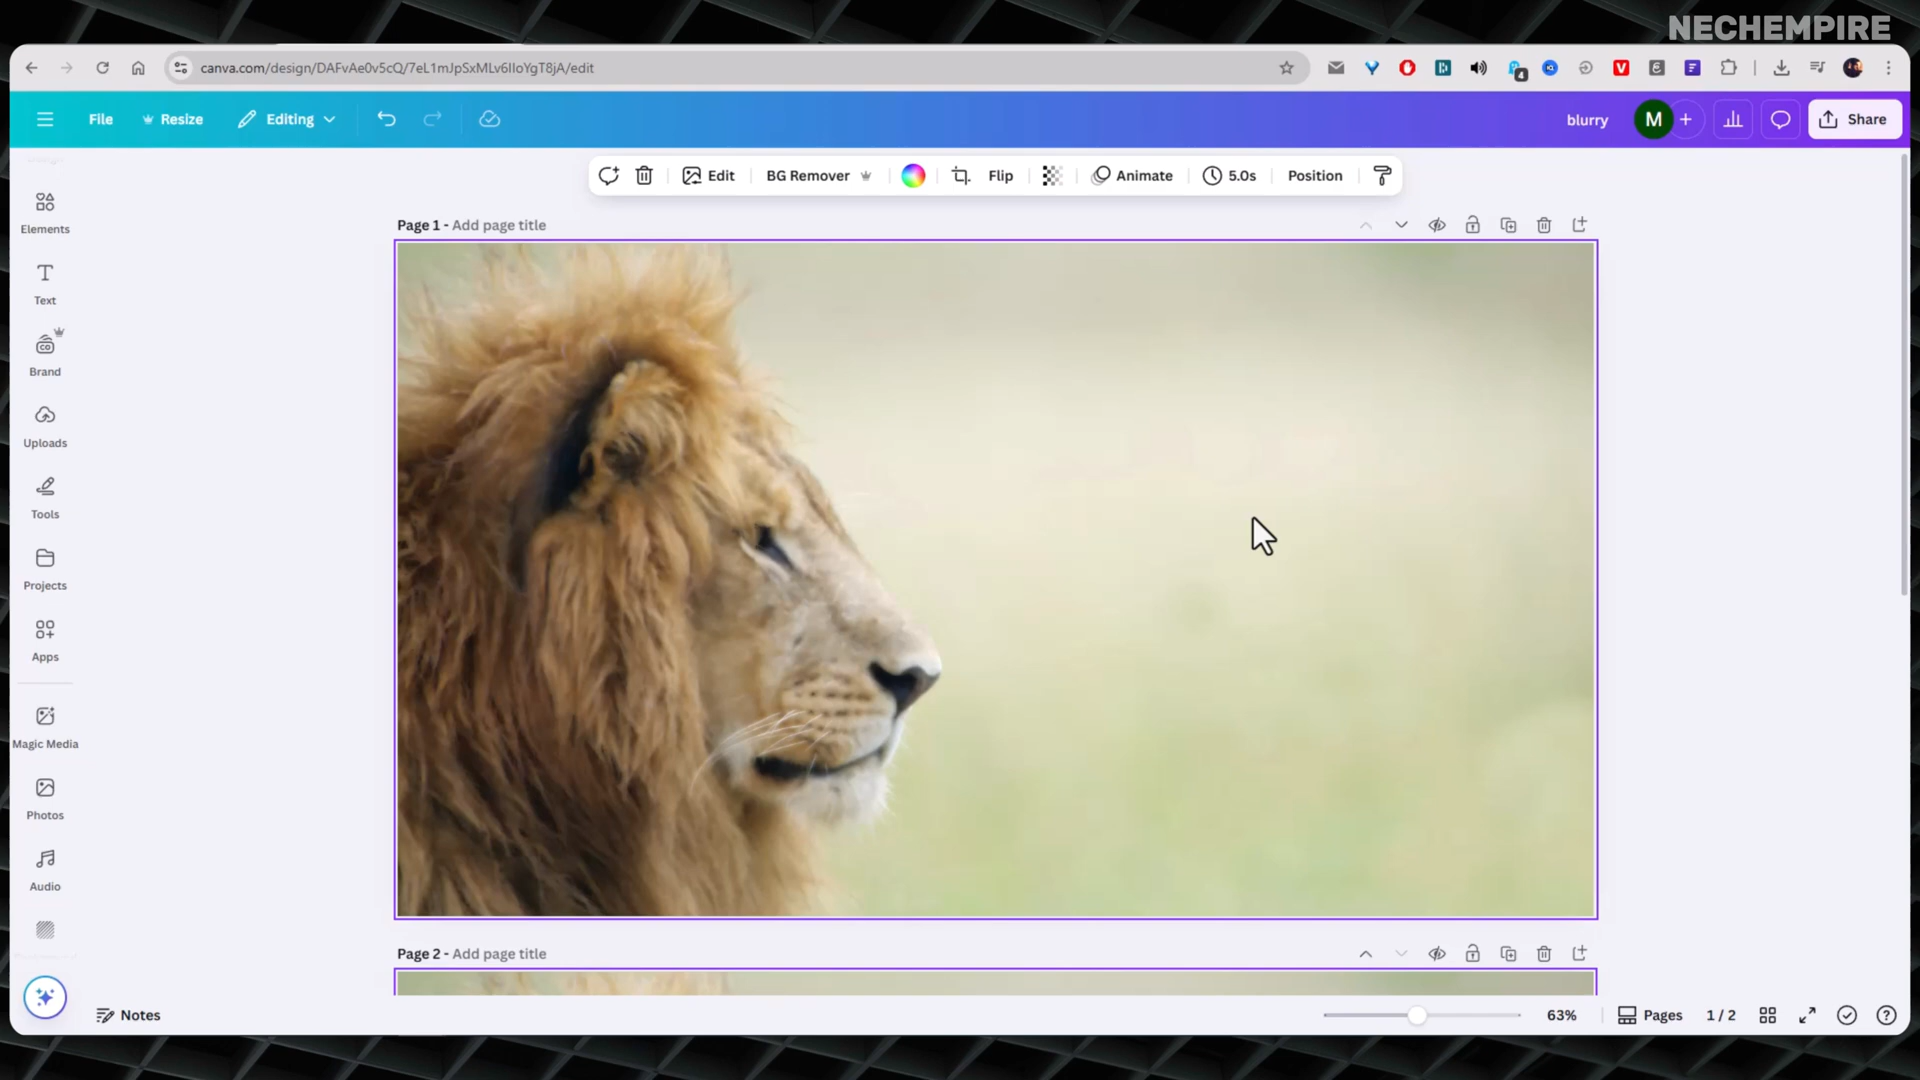 NECHEMPIRE
canva.com/design/DAFvAe0v5cQ/7eL1mJpSxMLv6IIoYgT8jA/edit
4
File
Resize
Editing
blurry
M
Share
Edit
BG Remover
Flip
Animate
5.0s
Position
Page 1 - Add page title
Elements
Text
Brand
Uploads
Tools
Projects
Apps
Magic Media
Photos
Audio
Page 2 - Add page title
Notes
63%
Pages
1 / 2